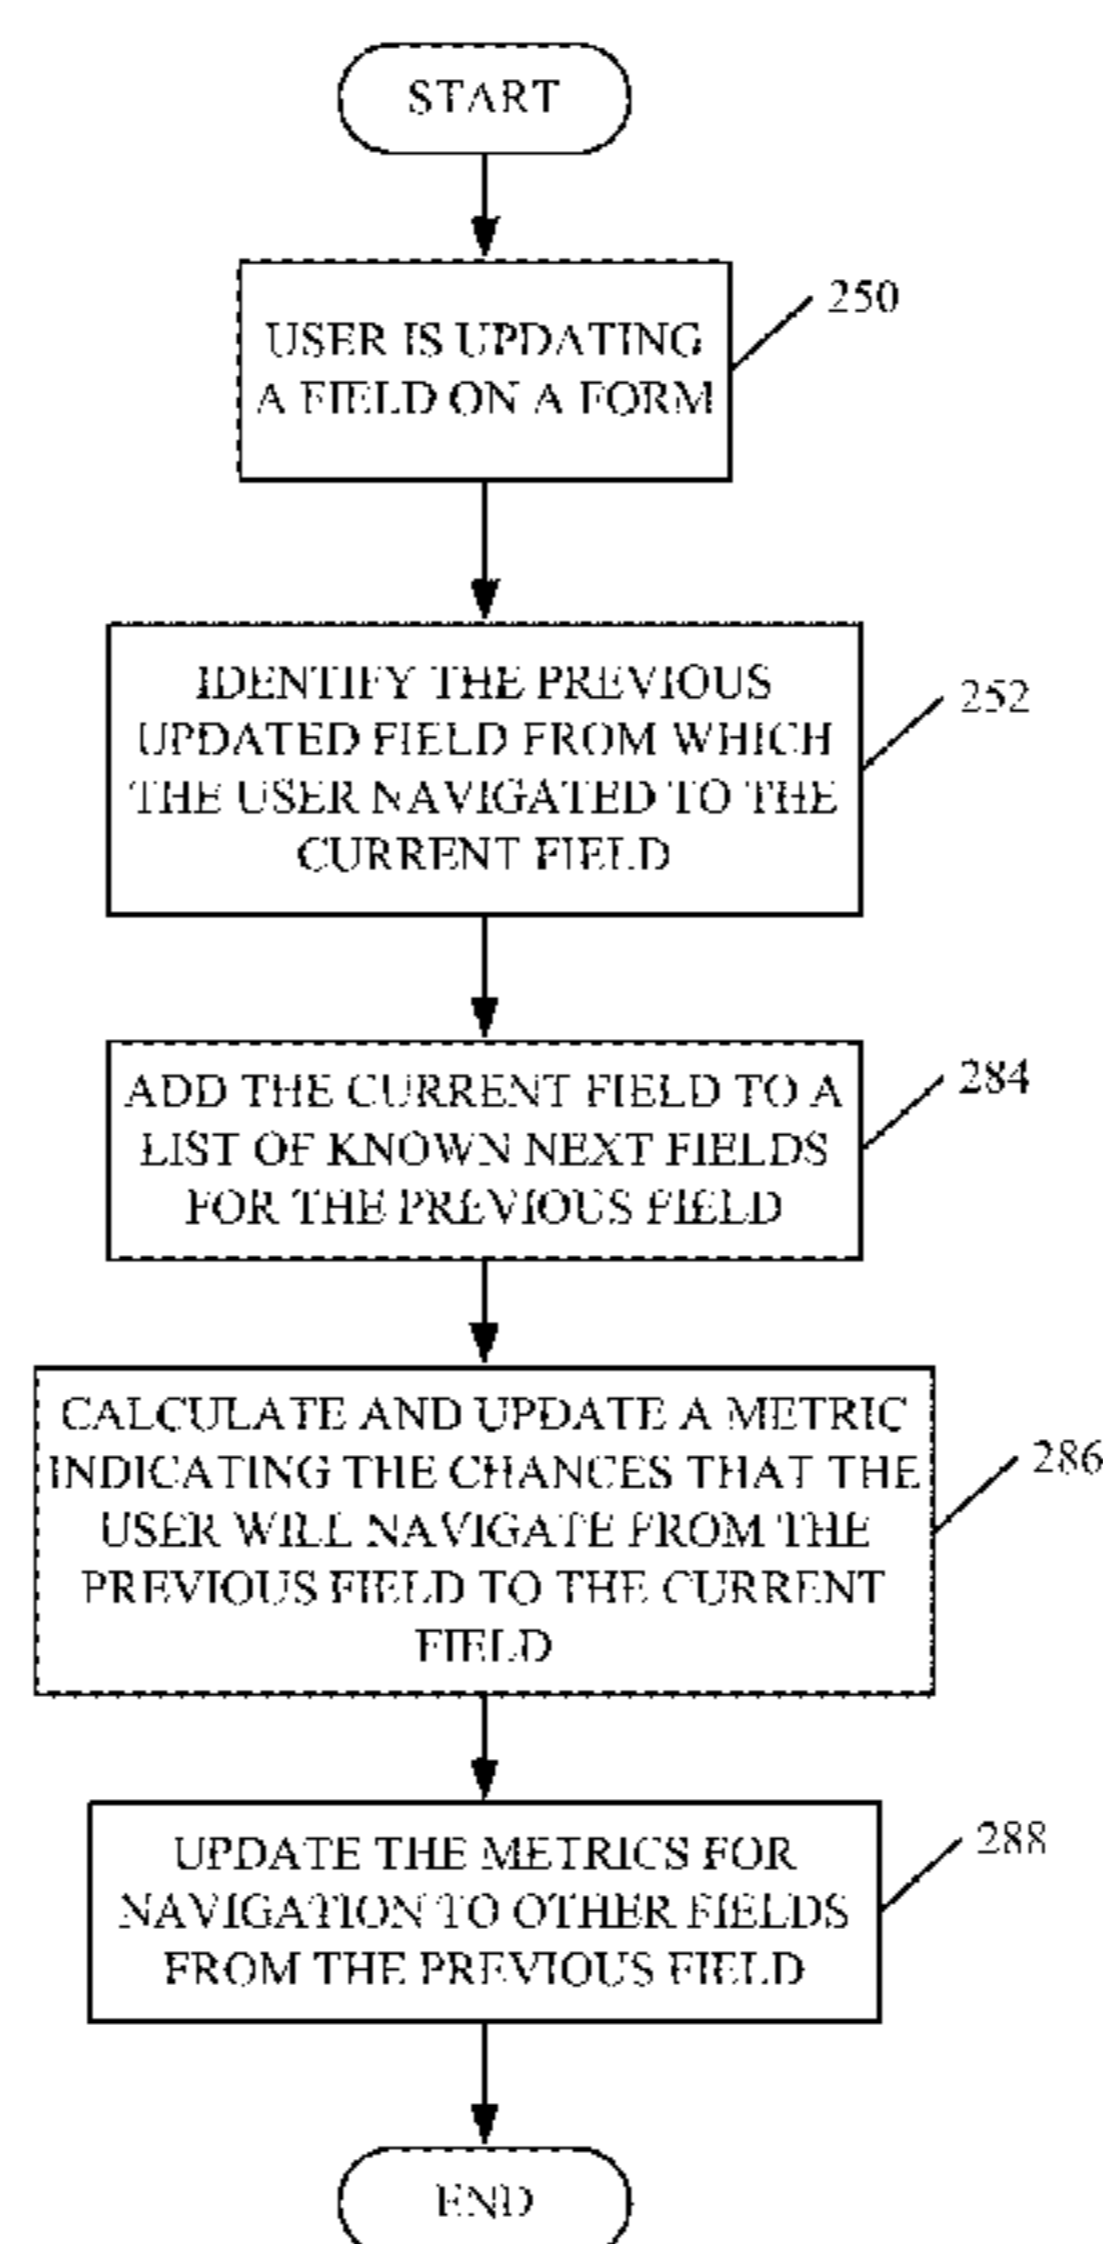 START
USER IS UPDATING
A FIELD ON A FORM
250
IDENTIFY THE PREVIOUS
UPDATED FIELD FROM WHICH
THE USER NAVIGATED TO THE
CURRENT FIELD
252
ADD THE CURRENT FIELD TO A
LIST OF KNOWN NEXT FIELDS
FOR THE PREVIOUS FIELD
284
CALCULATE AND UPDATE A METRIC
INDICATING THE CHANCES THAT THE
USER WILL NAVIGATE FROM THE
PREVIOUS FIELD TO THE CURRENT
FIELD
286
UPDATE THE METRICS FOR
NAVIGATION TO OTHER FIELDS
FROM THE PREVIOUS FIELD
288
END